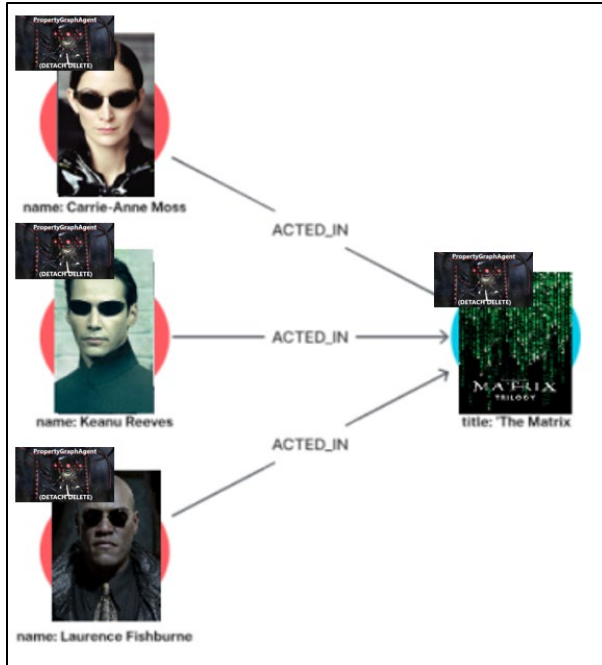 PropertyGraphAgent
(DETACH DELETE)
name: Carrie-Anne Moss
ACTED_IN
PropertyGraphAgent
(DETACH DELETE)
name: Keanu Reeves
ACTED_IN
PropertyGraphAgent
(DETACH DELETE)
MATRIX
TRILOGY
title: 'The Matrix
ACTED_IN
PropertyGraphAgent
(DETACH DELETE)
name: Laurence Fishburne